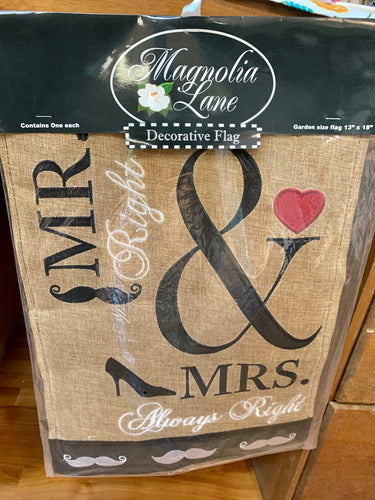 Magnolia
Lane
Contains One each
Garden size flag 13" x 18"
Decorative Flag
MR.
Right
&
MRS.
Always Right